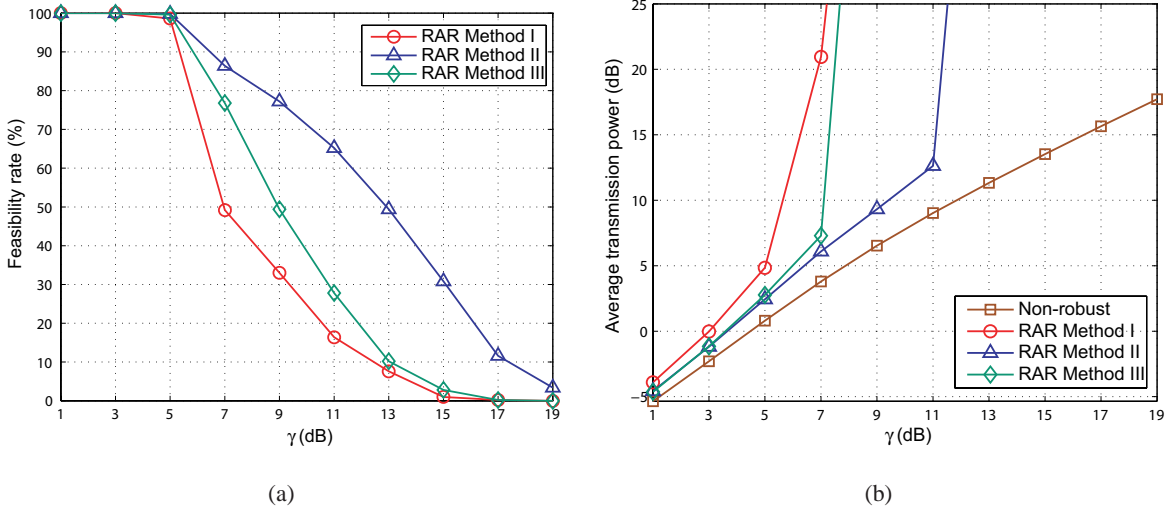 100
90
80
70
60
50
40
30
20
10
0
Feasibility rate (%)
RAR Method I
RAR Method II
RAR Method III
1 3 5 7 9 11 13 15 17 19
γ (dB)
(a)
25
20
15
10
5
0
−5
Average transmission power (dB)
Non-robust
RAR Method I
RAR Method II
RAR Method III
1 3 5 7 9 11 13 15 17 19
γ (dB)
(b)